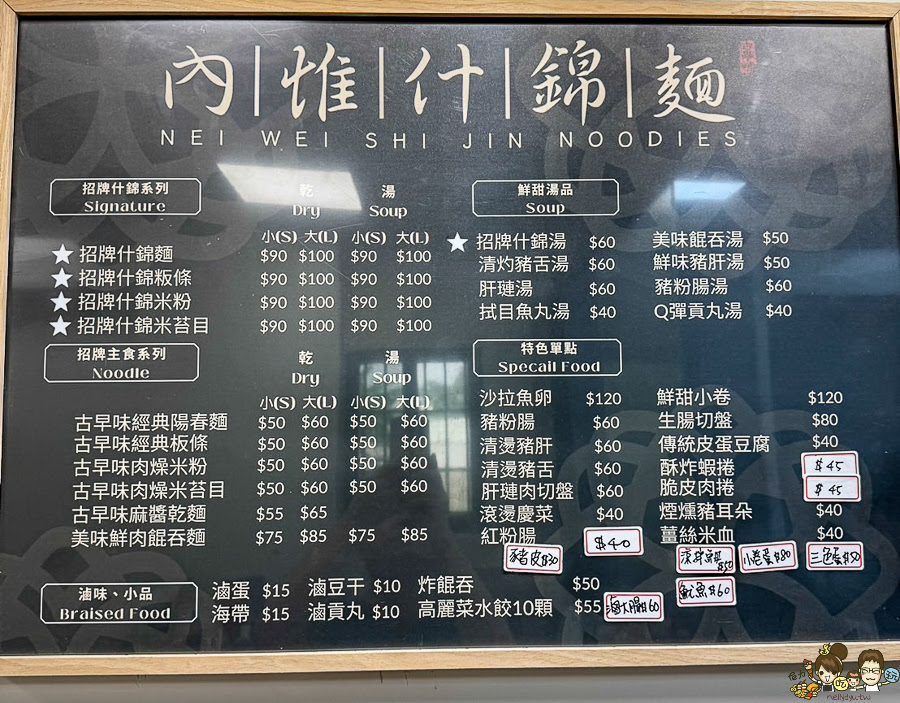 內｜惟｜什｜錦｜麵
NEI WEI SHI JIN NOODIES
招牌什錦系列
Signature
乾 湯
Dry Soup
小(S) 大(L) 小(S) 大(L)
★ 招牌什錦麵 $90 $100 $90 $100
★ 招牌什錦粄條 $90 $100 $90 $100
★ 招牌什錦米粉 $90 $100 $90 $100
★ 招牌什錦米苔目 $90 $100 $90 $100
招牌主食系列
Noodle
乾 湯
Dry Soup
小(S) 大(L) 小(S) 大(L)
古早味經典陽春麵 $50 $60 $50 $60
古早味經典板條 $50 $60 $50 $60
古早味肉燥米粉 $50 $60 $50 $60
古早味肉燥米苔目 $50 $60 $50 $60
古早味麻醬乾麵 $55 $65
美味鮮肉餛吞麵 $75 $85 $75 $85
鮮甜湯品
Soup
★ 招牌什錦湯 $60 美味餛吞湯 $50
清灼豬舌湯 $60 鮮味豬肝湯 $50
肝璉湯 $60 豬粉腸湯 $60
拭目魚丸湯 $40 Q彈貢丸湯 $40
特色單點
Specail Food
沙拉魚卵 $120 鮮甜小卷 $120
豬粉腸 $60 生腸切盤 $80
清燙豬肝 $60 傳統皮蛋豆腐 $40
清燙豬舌 $60 酥炸蝦捲 $45
肝璉肉切盤 $60 脆皮肉捲 $45
滾燙慶菜 $40 煙燻豬耳朵 $40
紅粉腸 $40 薑絲米血 $40
豬皮$30 小卷蛋$80 三色蛋$50
魷魚$60
滷大腸$60
滷味、小品
Braised Food
滷蛋 $15 滷豆干 $10 炸餛吞 $50
海帶 $15 滷貢丸 $10 高麗菜水餃10顆 $55
nellydyu.tw